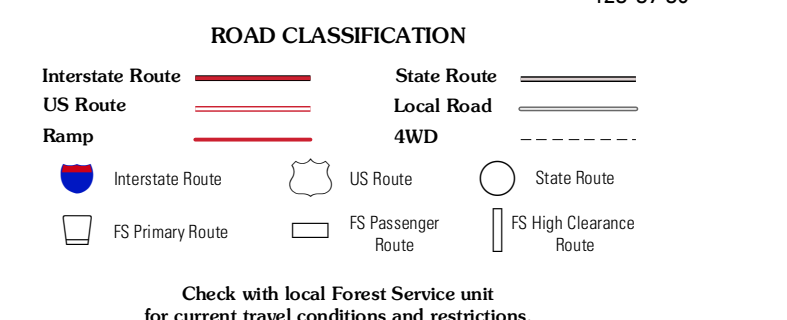 ROAD CLASSIFICATION
Interstate Route
State Route
US Route
Local Road
Ramp
4WD
Interstate Route
US Route
State Route
FS Primary Route
FS Passenger
Route
FS High Clearance
Route
Check with local Forest Service unit
for current travel conditions and restrictions.